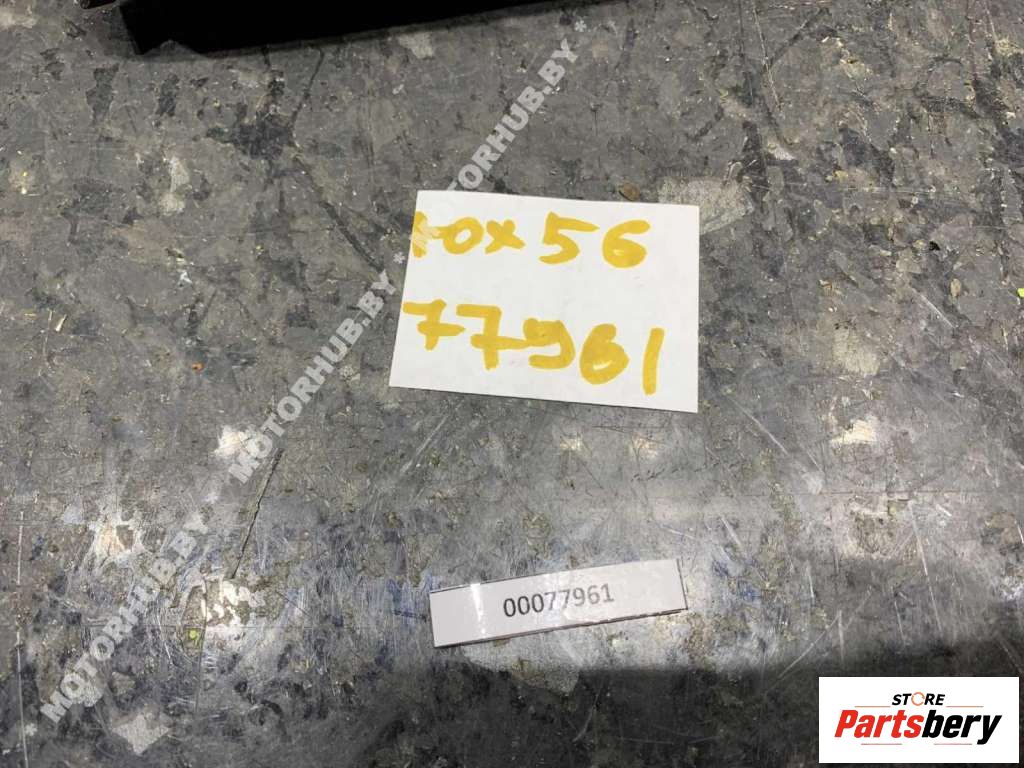 10x56
77961
00077961
MOTORHUB.BY * MOTORHUB.BY * MOTORHUB.BY *
STORE
Partsbery